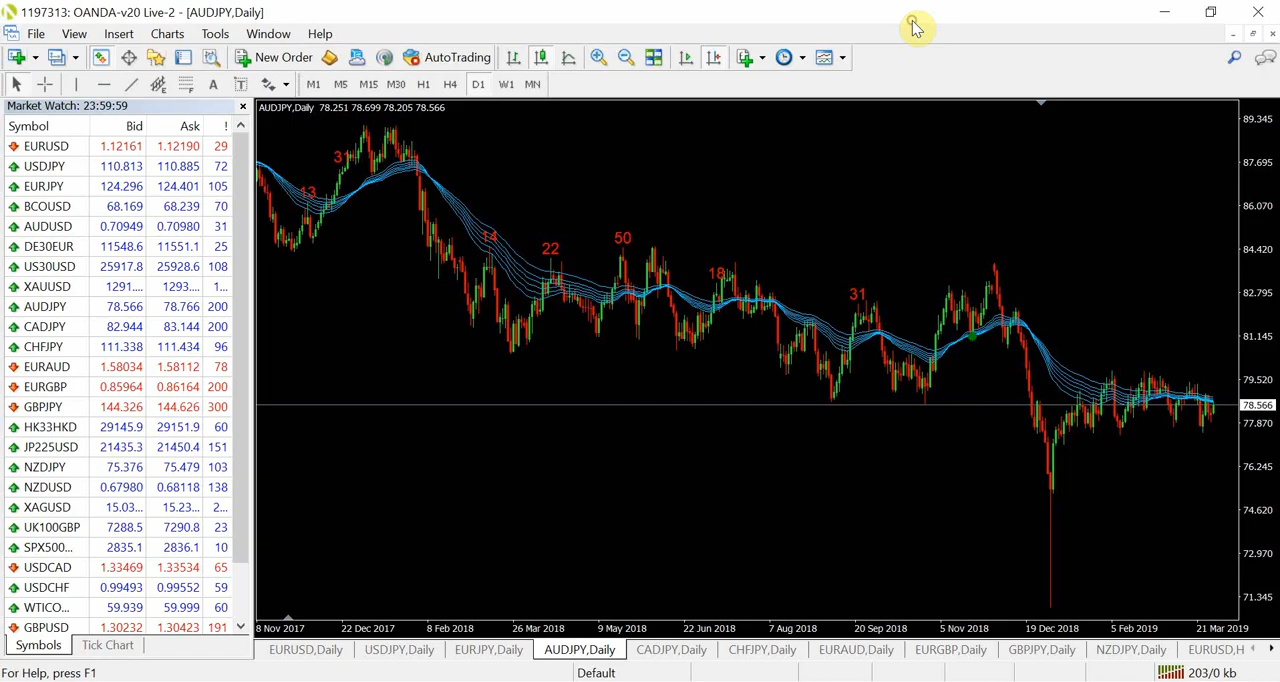 1197313: OANDA-v20 Live-2 - [AUDJPY,Daily]
File View Insert Charts Window Help
New Order AutoTrading
M1 M5 M15 M30 H1 H4 D1 W1 MN
Market Watch: 23:59:59
Symbol Bid Ask !
EURUSD 1.12161 1.12190 29
USDJPY 110.813 110.885 72
EURJPY 124.296 124.401 105
BCOUSD 68.169 68.239 70
AUDUSD 0.70949 0.70980 31
DE30EUR 11548.6 11551.1 25
US30USD 25917.8 25928.6 108
XAUUSD 1291.... 1293.... 1...
AUDJPY 78.566 78.766 200
CADJPY 82.944 83.144 200
CHFJPY 111.338 111.434 96
EURAUD 1.58034 1.58112 78
EURGBP 0.85964 0.86164 200
GBPJPY 144.326 144.626 300
HK33HKD 29145.9 29151.9 60
JP225USD 21435.3 21450.4 151
NZDJPY 75.376 75.479 103
NZDUSD 0.67980 0.68118 138
XAGUSD 15.03... 15.23... 2...
UK100GBP 7288.5 7290.8 23
SPX500... 2835.1 2836.1 10
USDCAD 1.33469 1.33534 65
USDCHF 0.99493 0.99552 59
WTICO... 59.939 59.999 60
GBPUSD 1.30232 1.30423 191
Symbols Tick Chart
AUDJPY,Daily 78.251 78.699 78.205 78.566
13
31
14
22
50
18
31
89.345
87.695
86.070
84.420
82.795
81.145
79.520
78.566
77.870
76.245
74.620
72.970
71.345
8 Nov 2017 22 Dec 2017 8 Feb 2018 26 Mar 2018 9 May 2018 22 Jun 2018 7 Aug 2018 20 Sep 2018 5 Nov 2018 19 Dec 2018 5 Feb 2019 21 Mar 2019
EURUSD,Daily USDJPY,Daily EURJPY,Daily AUDJPY,Daily CADJPY,Daily CHFJPY,Daily EURAUD,Daily EURGBP,Daily GBPJPY,Daily NZDJPY,Daily EURUSD,H
For Help, press F1 Default 203/0 kb